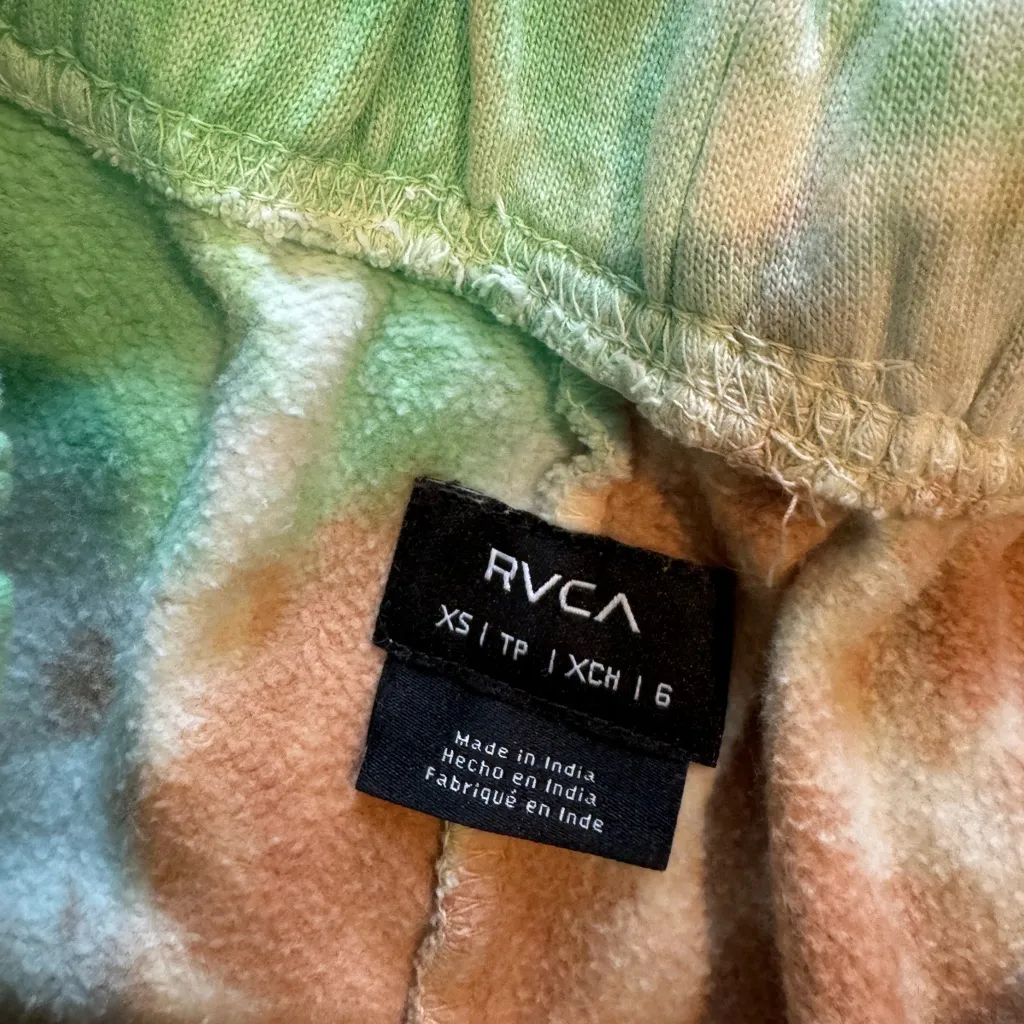 RVCA
XS | TP | XCH | 6
Made in India
Hecho en India
Fabriqué en Inde